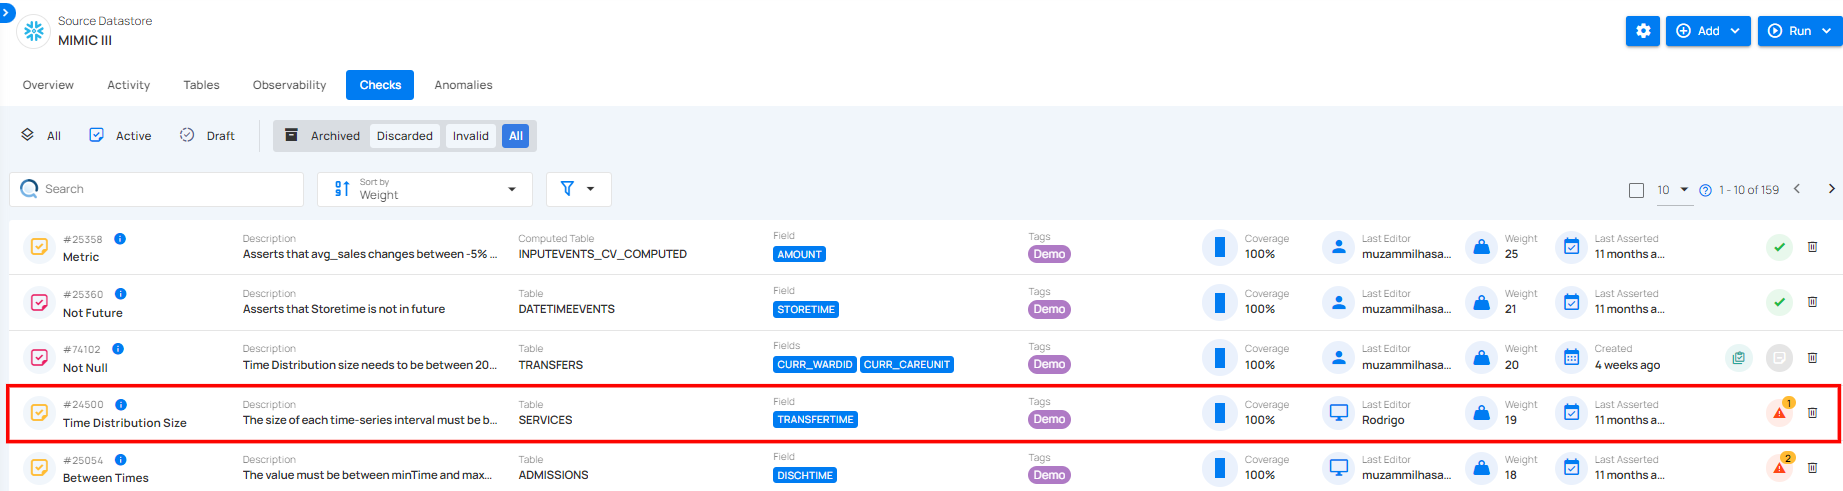 Source Datastore
MIMIC III
Add
Run
Overview Activity Tables Observability Checks Anomalies
All Active Draft Archived Discarded Invalid All
Search Sort by Weight 10 1 - 10 of 159
#25358 Description Computed Table Field Tags Coverage Last Editor Weight Last Asserted
Metric Asserts that avg_sales changes between -5% ... INPUTEVENTS_CV_COMPUTED AMOUNT Demo 100% muzammilhasa... 25 11 months a...
#25360 Description Table Field Tags Coverage Last Editor Weight Last Asserted
Not Future Asserts that Storetime is not in future DATETIMEEVENTS STORETIME Demo 100% muzammilhasa... 21 11 months a...
#74102 Description Table Fields Tags Coverage Last Editor Weight Created
Not Null Time Distribution size needs to be between 20... TRANSFERS CURR_WARDID CURR_CAREUNIT Demo 100% muzammilhasa... 20 4 weeks ago
#24500 Description Table Field Tags Coverage Last Editor Weight Last Asserted 1
Time Distribution Size The size of each time-series interval must be b... SERVICES TRANSFERTIME Demo 100% Rodrigo 19 11 months a...
#25054 Description Table Field Tags Coverage Last Editor Weight Last Asserted 2
Between Times The value must be between minTime and max... ADMISSIONS DISCHTIME Demo 100% muzammilhasa... 18 11 months a...